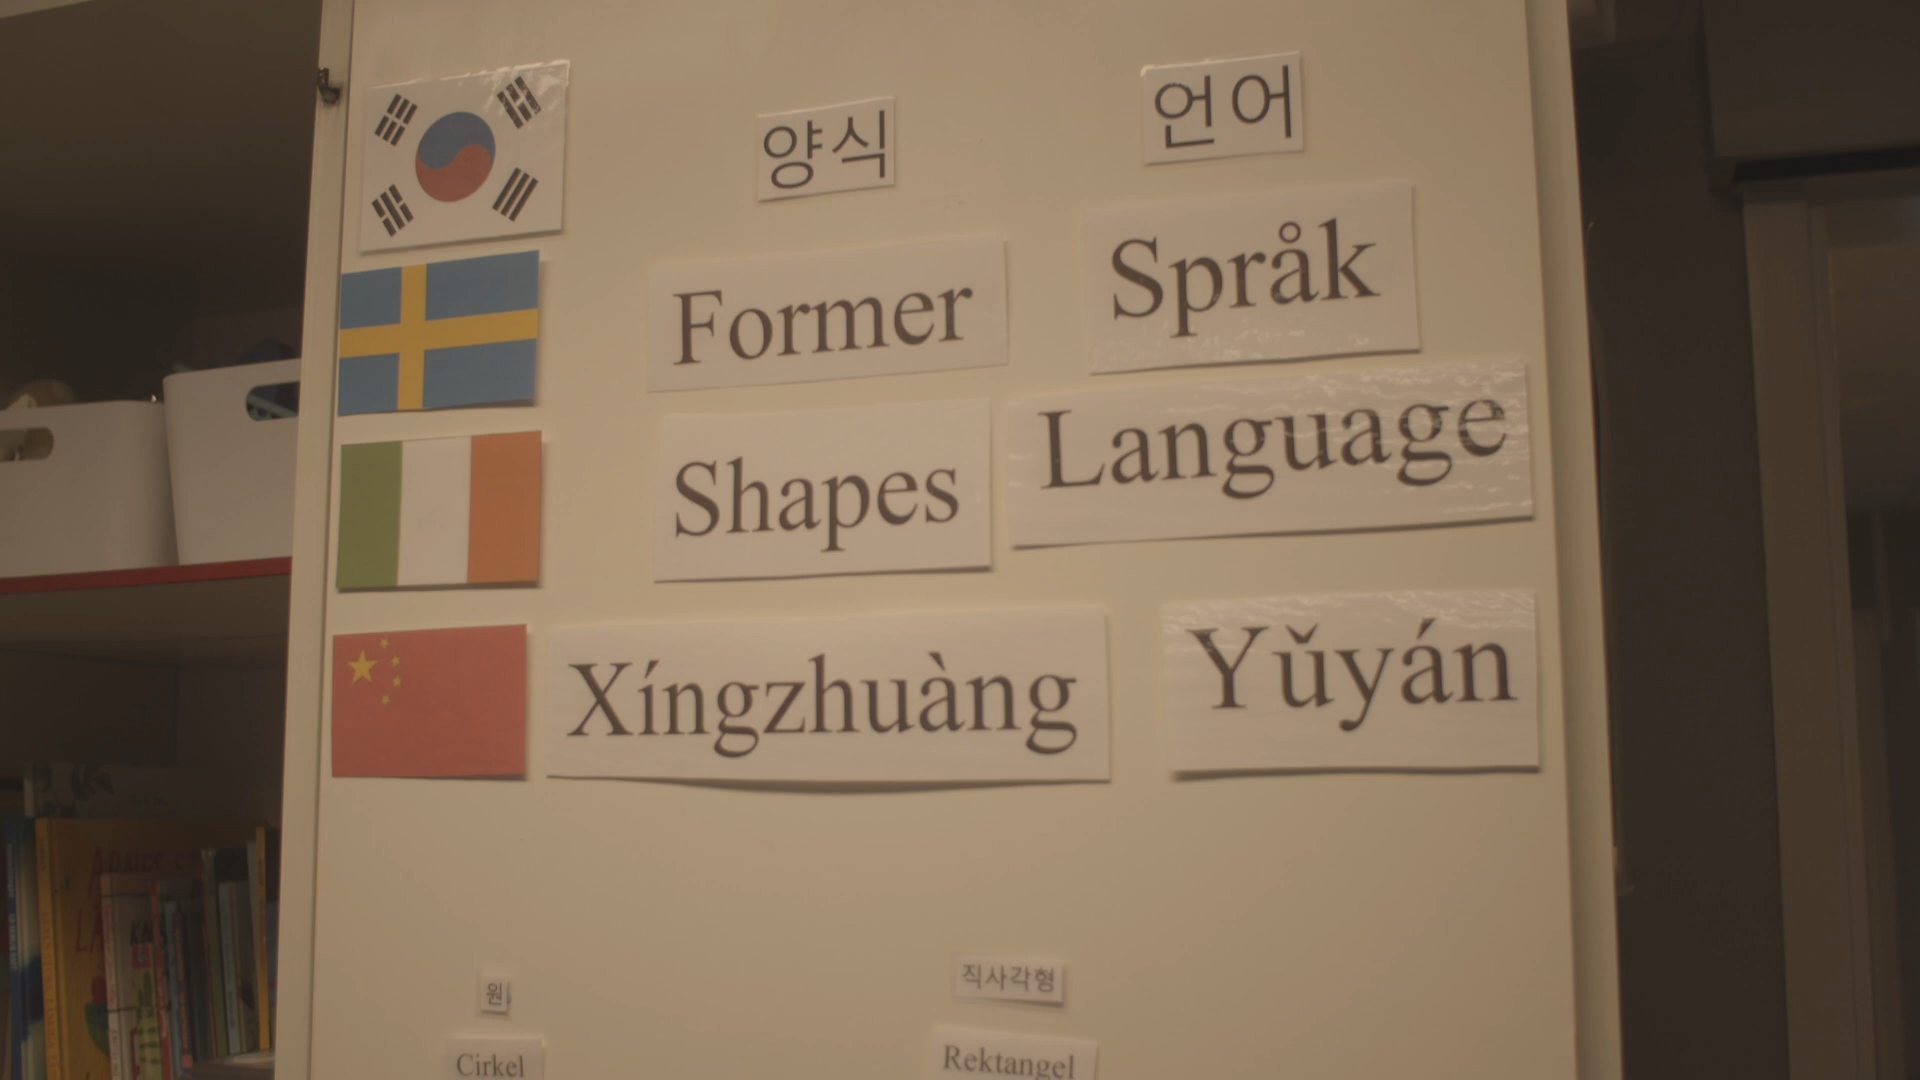 양식
언어
Former
Språk
Shapes
Language
Xíngzhuàng
Yǔyán
원
직사각형
Cirkel
Rektangel